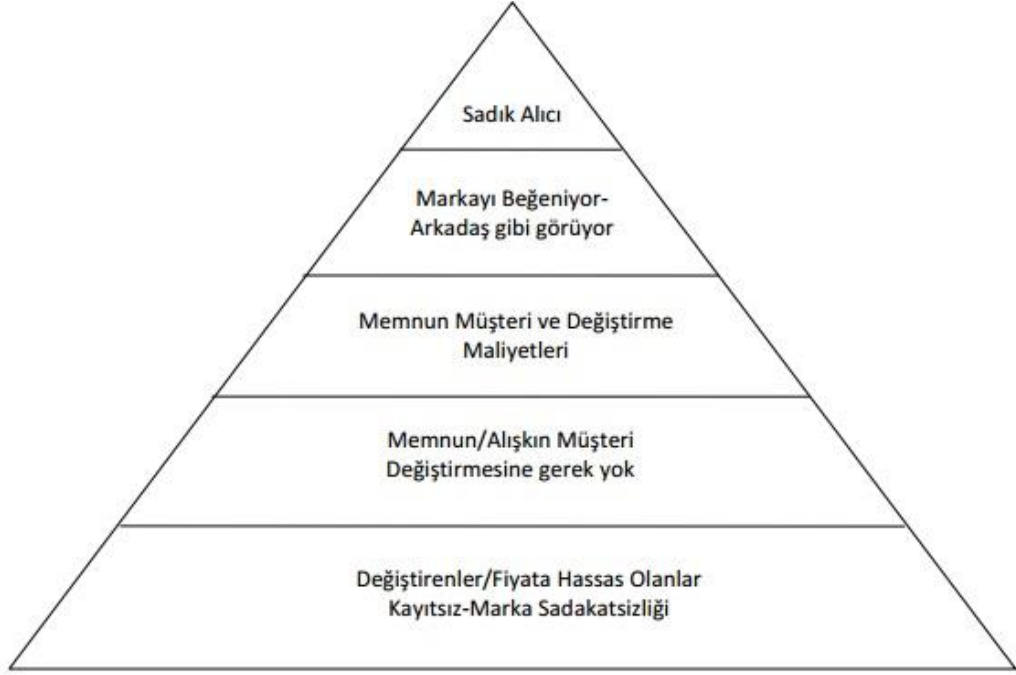 Sadık Alıcı
Markayı Beğeniyor-
Arkadaş gibi görüyor
Memnun Müşteri ve Değiştirme
Maliyetleri
Memnun/Alışkın Müşteri
Değiştirmesine gerek yok
Değiştirenler/Fiyata Hassas Olanlar
Kayıtsız-Marka Sadakatsizliği